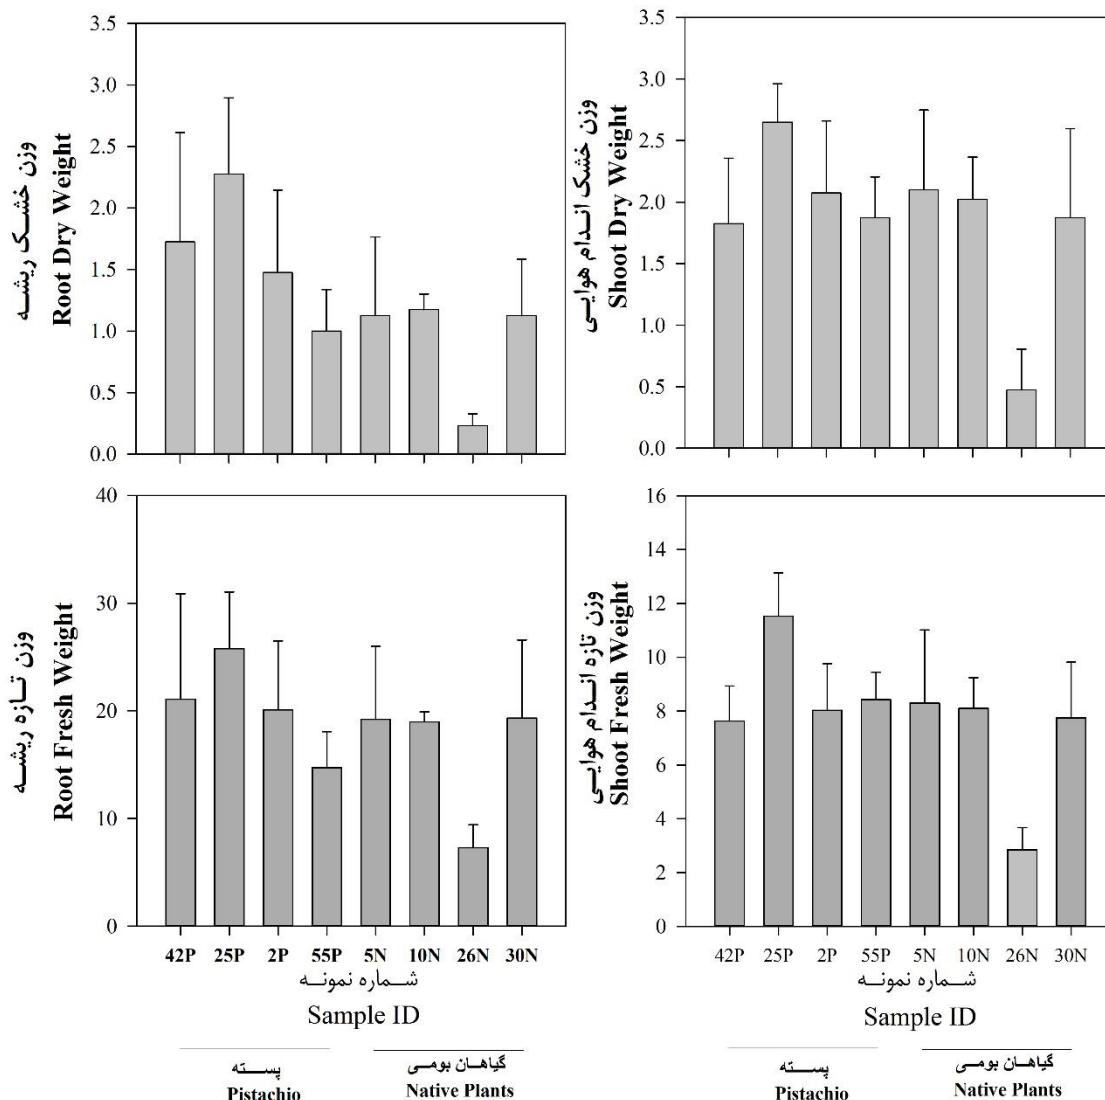 3.5
3.0
2.5
2.0
1.5
1.0
0.5
0.0
وزن خشک ریشه
Root Dry Weight
3.5
3.0
2.5
2.0
1.5
1.0
0.5
0.0
وزن خشک اندام هوایی
Shoot Dry Weight
40
30
20
10
0
وزن تازه ریشه
Root Fresh Weight
42P 25P 2P 55P 5N 10N 26N 30N
شماره نمونه
Sample ID
پسته
Pistachio
گیاهان بومی
Native Plants
16
14
12
10
8
6
4
2
0
وزن تازه اندام هوایی
Shoot Fresh Weight
42P 25P 2P 55P 5N 10N 26N 30N
شماره نمونه
Sample ID
پسته
Pistachio
گیاهان بومی
Native Plants